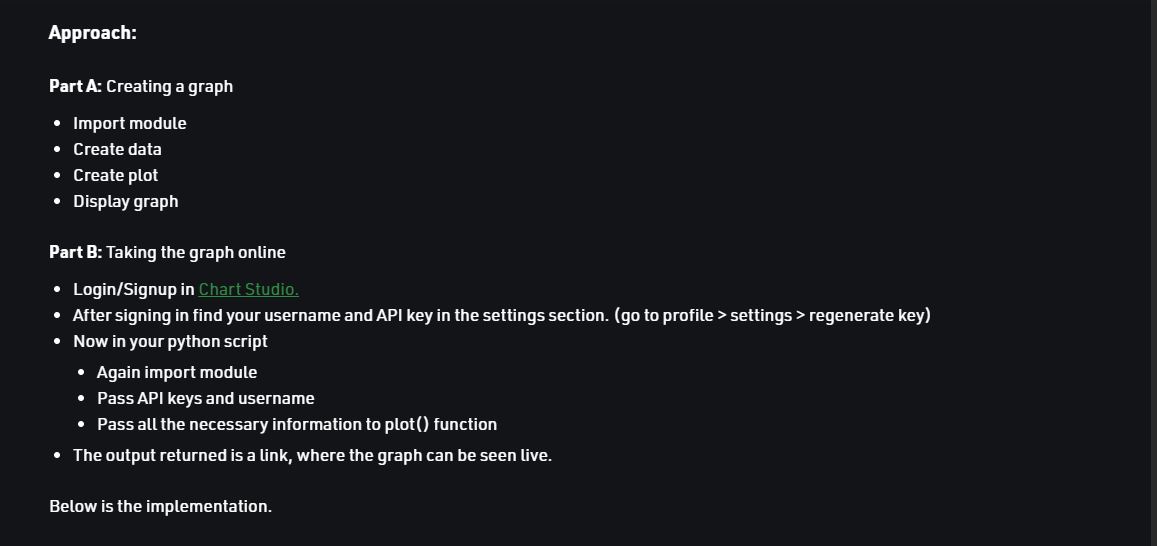 Approach:
Part A: Creating a graph
• Import module
• Create data
• Create plot
• Display graph
Part B: Taking the graph online
• Login/Signup in Chart Studio.
• After signing in find your username and API key in the settings section. (go to profile > settings > regenerate key)
• Now in your python script
• Again import module
• Pass API keys and username
• Pass all the necessary information to plot() function
• The output returned is a link, where the graph can be seen live.
Below is the implementation.